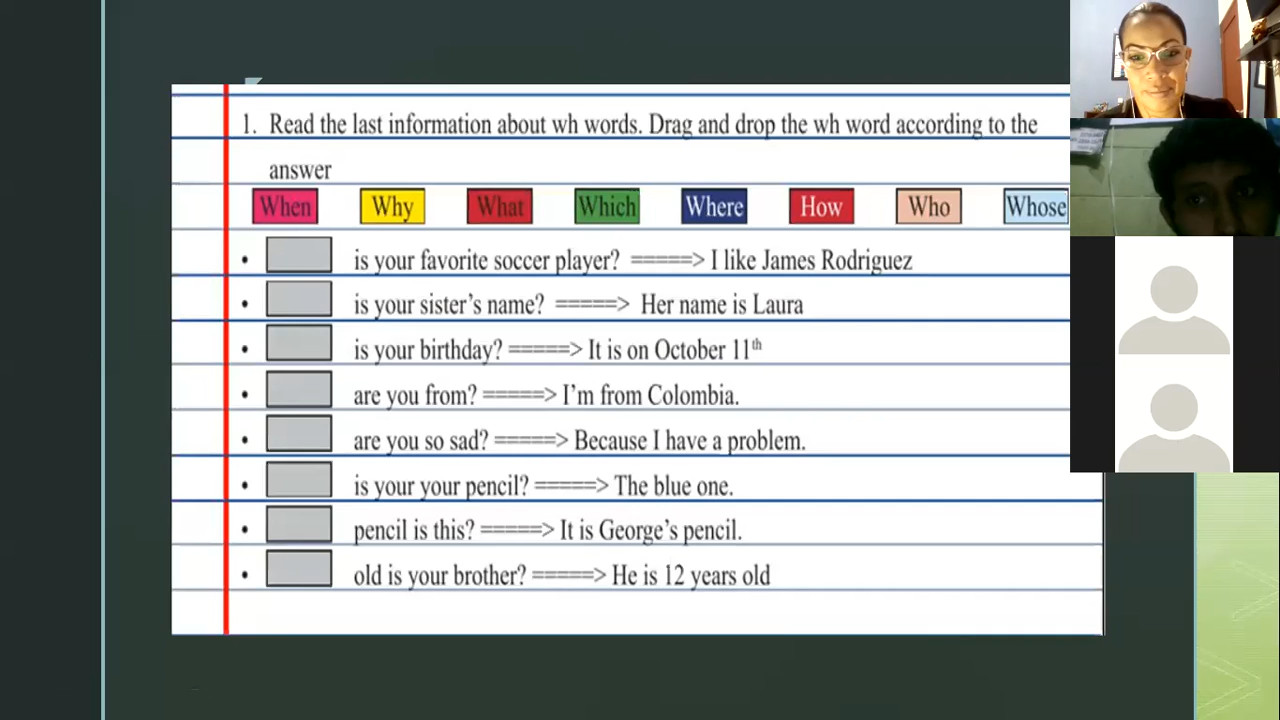 1. Read the last information about wh words. Drag and drop the wh word according to the
answer
When Why What Which Where How Who Whose
• is your favorite soccer player? =====> I like James Rodriguez
• is your sister’s name? =====> Her name is Laura
• is your birthday? =====> It is on October 11th
• are you from? =====> I’m from Colombia.
• are you so sad? =====> Because I have a problem.
• is your your pencil? =====> The blue one.
• pencil is this? =====> It is George’s pencil.
• old is your brother? =====> He is 12 years old